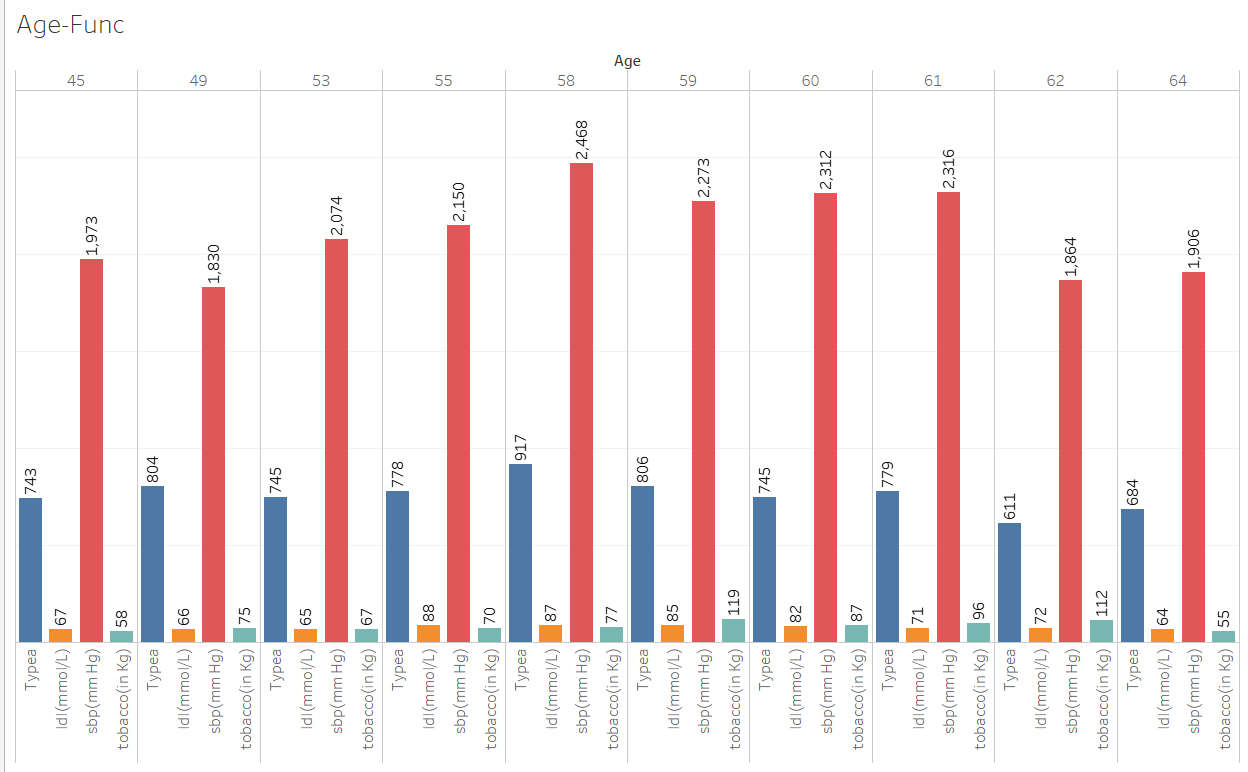 Age-Func
Age
45 49 53 55 58 59 60 61 62 64
743 67 1,973 58 804 66 1,830 75 745 65 2,074 67 778 88 2,150 70 917 87 2,468 77 806 85 2,273 119 745 82 2,312 87 779 71 2,316 96 611 72 1,864 112 684 64 1,906 55
Typea ldl(mmol/L) sbp(mm Hg) tobacco(in Kg) Typea ldl(mmol/L) sbp(mm Hg) tobacco(in Kg) Typea ldl(mmol/L) sbp(mm Hg) tobacco(in Kg) Typea ldl(mmol/L) sbp(mm Hg) tobacco(in Kg) Typea ldl(mmol/L) sbp(mm Hg) tobacco(in Kg) Typea ldl(mmol/L) sbp(mm Hg) tobacco(in Kg) Typea ldl(mmol/L) sbp(mm Hg) tobacco(in Kg) Typea ldl(mmol/L) sbp(mm Hg) tobacco(in Kg) Typea ldl(mmol/L) sbp(mm Hg) tobacco(in Kg) Typea ldl(mmol/L) sbp(mm Hg) tobacco(in Kg)